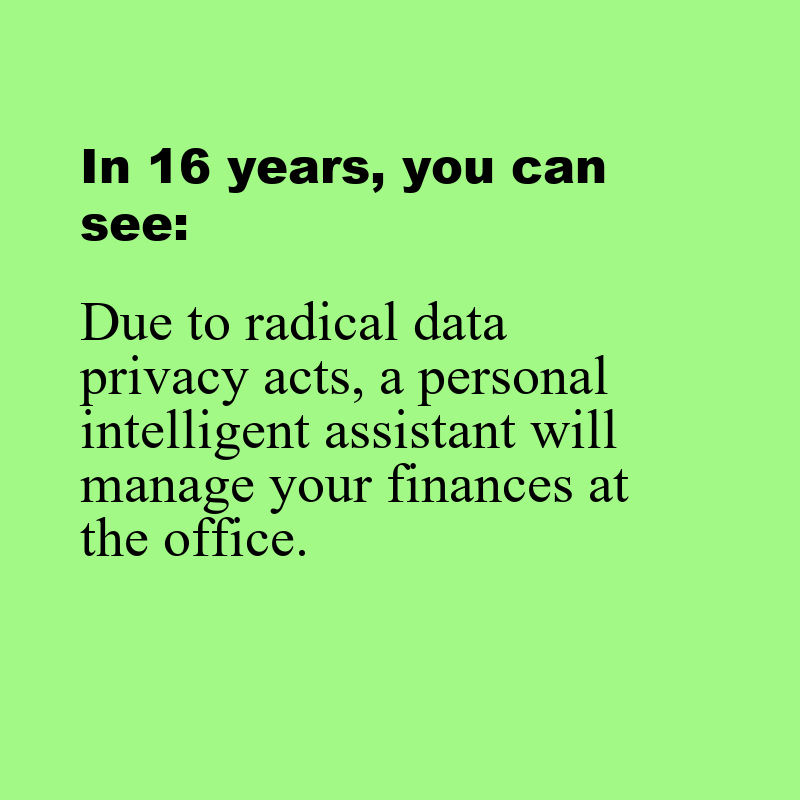 In 16 years, you can
see:
Due to radical data
privacy acts, a personal
intelligent assistant will
manage your finances at
the office.